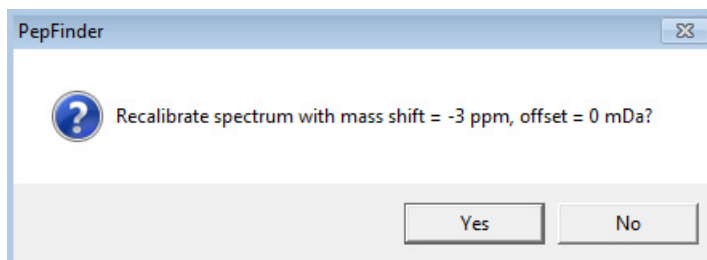 PepFinder
Recalibrate spectrum with mass shift = -3 ppm, offset = 0 mDa?
Yes
No